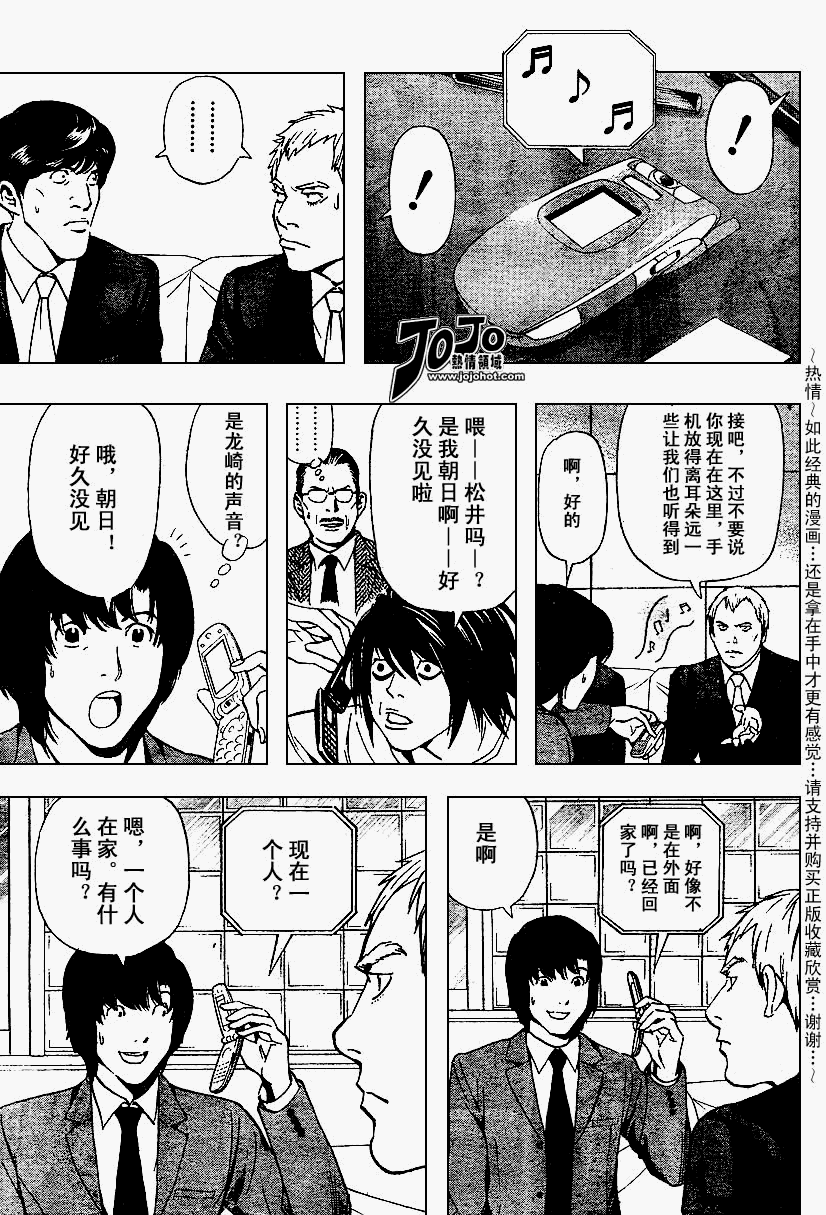 ！
！
………
JOJO
熱情領域
www.jojohot.com
接吧，不过不要说
你现在在这里，手
机放得离耳朵远一
些让我们也听得到
啊，好
的
喂——松井吗—？
是我朝日啊——好
久没见啦
………
是龙崎的声音？
哦，朝日！
好久没见
啊，好像不
是在外面
啊，已经回
家了吗？
是啊
现在一
个人？
嗯，一个人
在家。有什
么事吗？
～热情～如此经典的漫画…还是拿在手中才更有感觉…请支持并购买正版收藏欣赏…谢谢…～